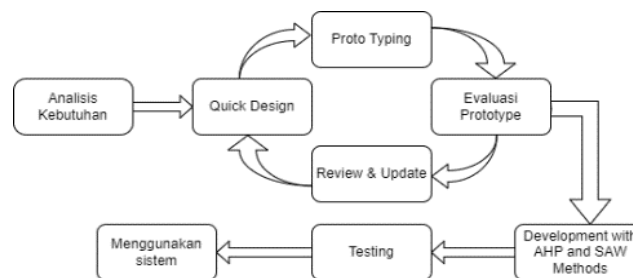 Proto Typing
Analisis
Kebutuhan
Quick Design
Evaluasi
Prototype
Review & Update
Menggunakan
sistem
Testing
Development with
AHP and SAW
Methods